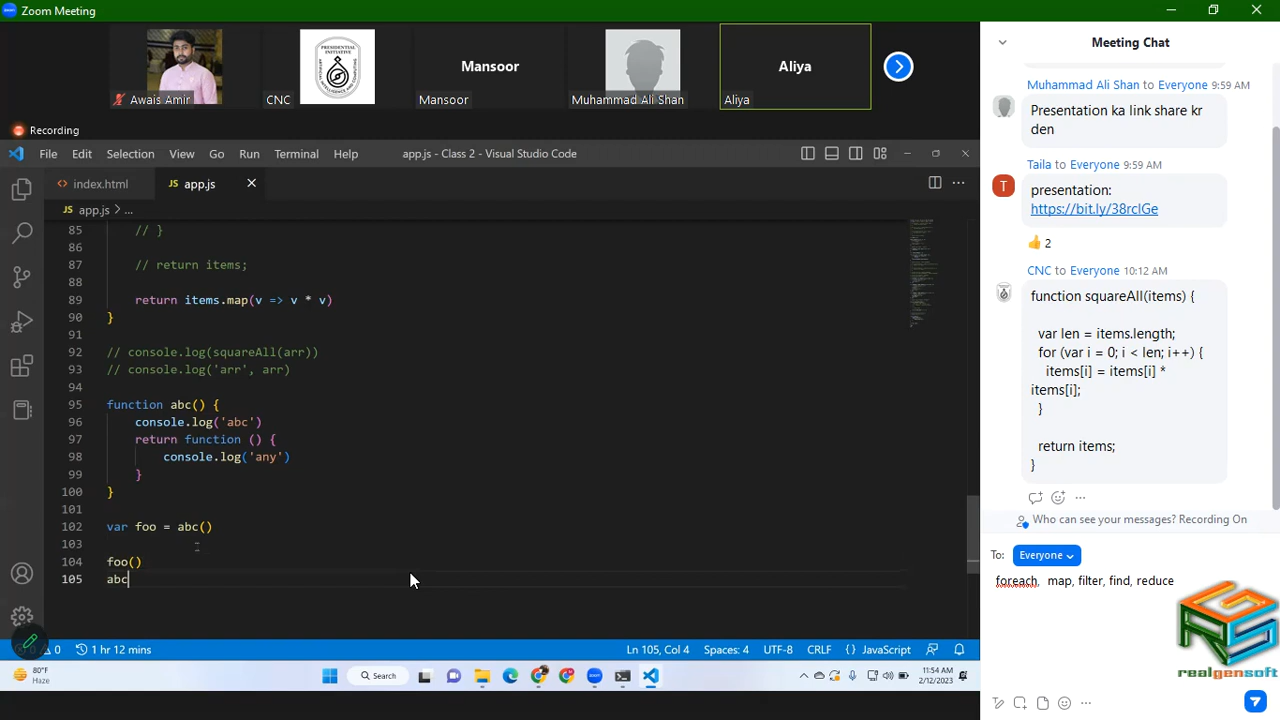 Zoom Meeting
Awais Amir
PRESIDENTIAL INITIATIVE
CNC
Mansoor
Mansoor
Muhammad Ali Shan
Aliya
Aliya
Recording
File Edit Selection View Go Run Terminal Help
app.js - Class 2 - Visual Studio Code
index.html
JS app.js
JS app.js > ...
85 // }
86
87 // return items;
88
89 return items.map(v => v * v)
90 }
91
92 // console.log(squareAll(arr))
93 // console.log('arr', arr)
94
95 function abc() {
96 console.log('abc')
97 return function () {
98 console.log('any')
99 }
100 }
101
102 var foo = abc()
103
104 foo()
105 abc
0 1 hr 12 mins
Ln 105, Col 4 Spaces: 4 UTF-8 CRLF {} JavaScript
80°F
Haze
Search
11:54 AM
2/12/2023
Meeting Chat
Muhammad Ali Shan to Everyone 9:59 AM
Presentation ka link share kr
den
Taila to Everyone 9:59 AM
T
presentation:
https://bit.ly/38rclGe
👍 2
CNC to Everyone 10:12 AM
function squareAll(items) {
var len = items.length;
for (var i = 0; i < len; i++) {
items[i] = items[i] *
items[i];
}
return items;
}
Who can see your messages? Recording On
To: Everyone
foreach, map, filter, find, reduce
realgensoft